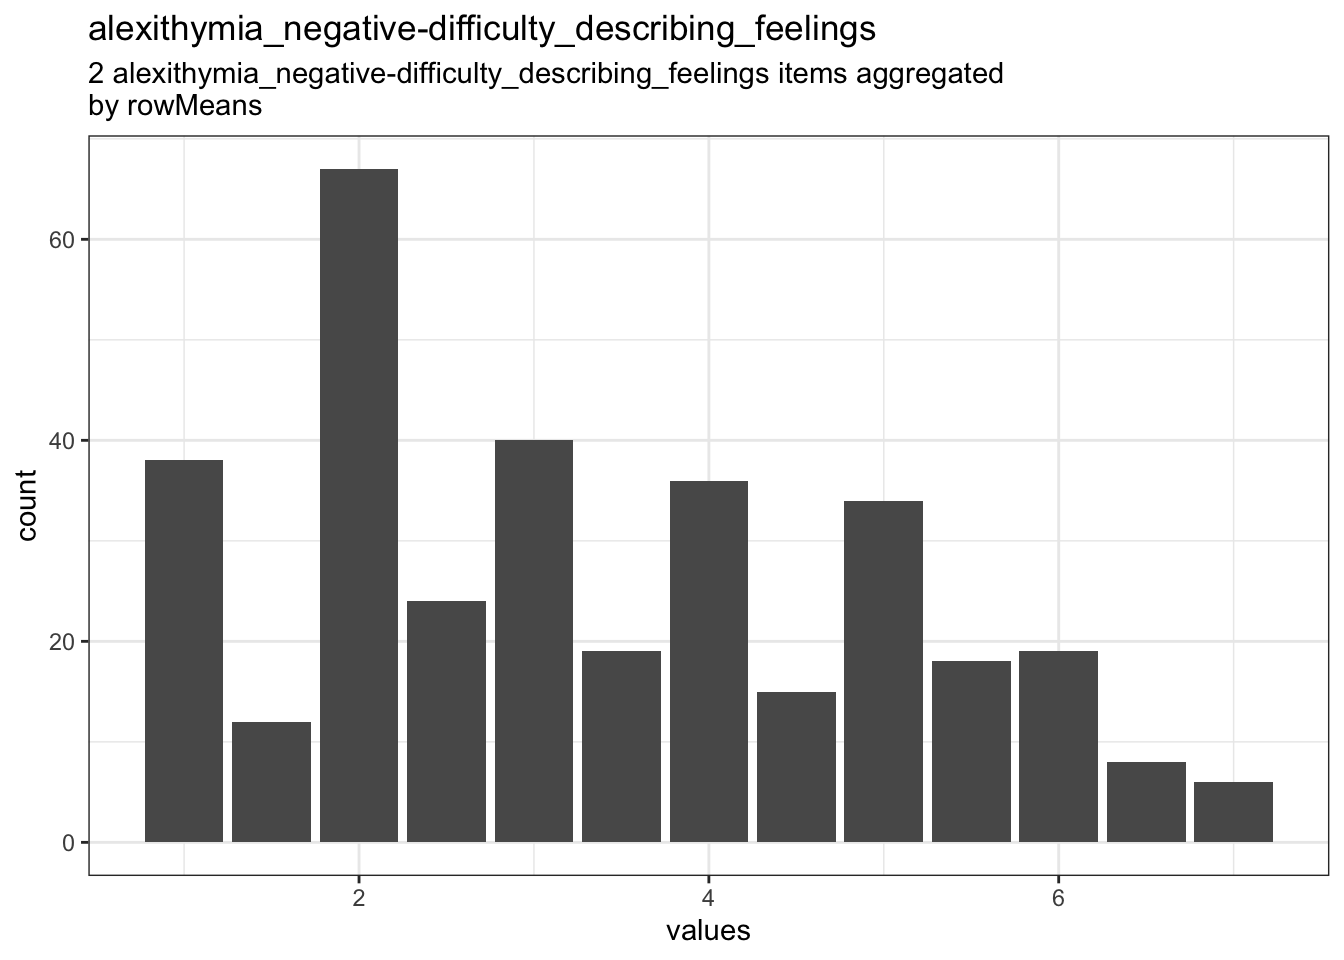 alexithymia_negative-difficulty_describing_feelings
2 alexithymia_negative-difficulty_describing_feelings items aggregated
by rowMeans
60
40
20
0
count
2
4
6
values